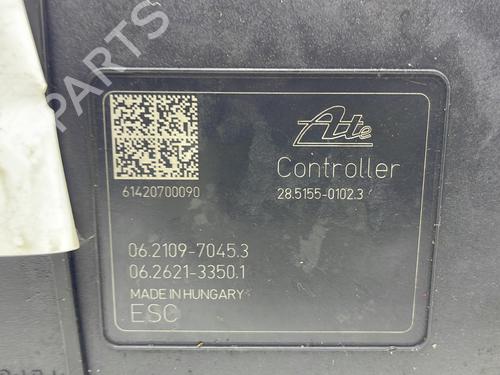 Ate
Controller
61420700090
28.5155-0102.3
06.2109-7045.3
06.2621-3350.1
MADE IN HUNGARY
ESC
B-PARTS